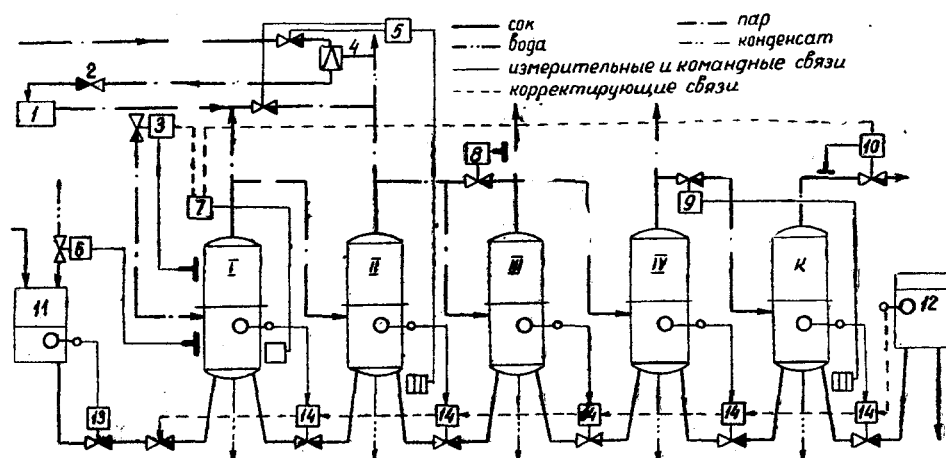 сок
пар
вода
конденсат
измерительные и командные связи
корректирующие связи
5
4
2
1
3
8
10
7
9
6
I
II
III
IV
К
11
12
13
14
14
14
14
14